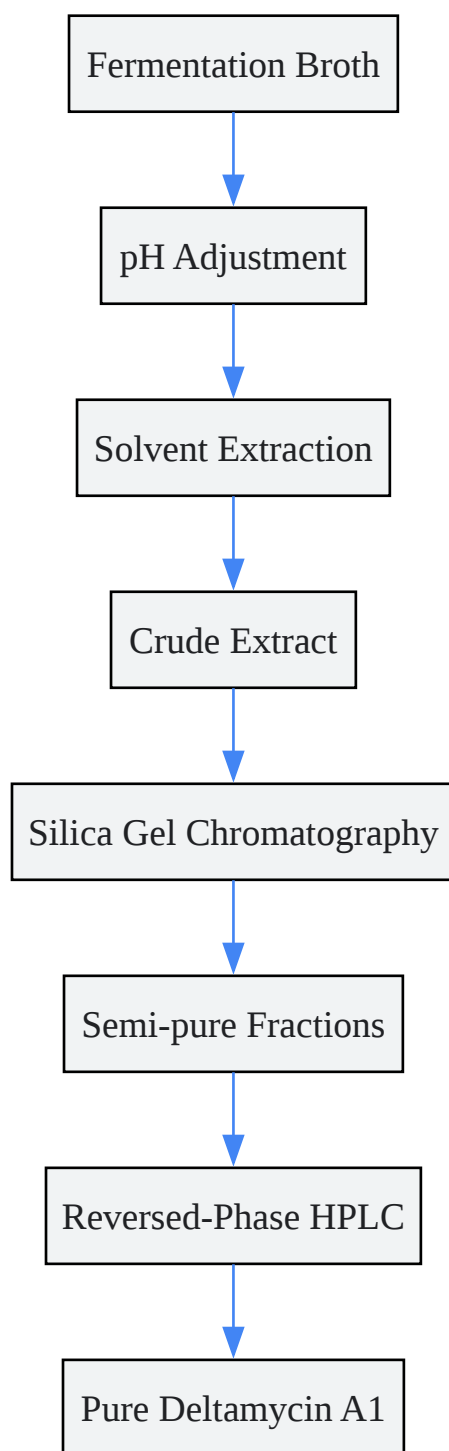 Fermentation Broth
pH Adjustment
Solvent Extraction
Crude Extract
Silica Gel Chromatography
Semi-pure Fractions
Reversed-Phase HPLC
Pure Deltamycin A1